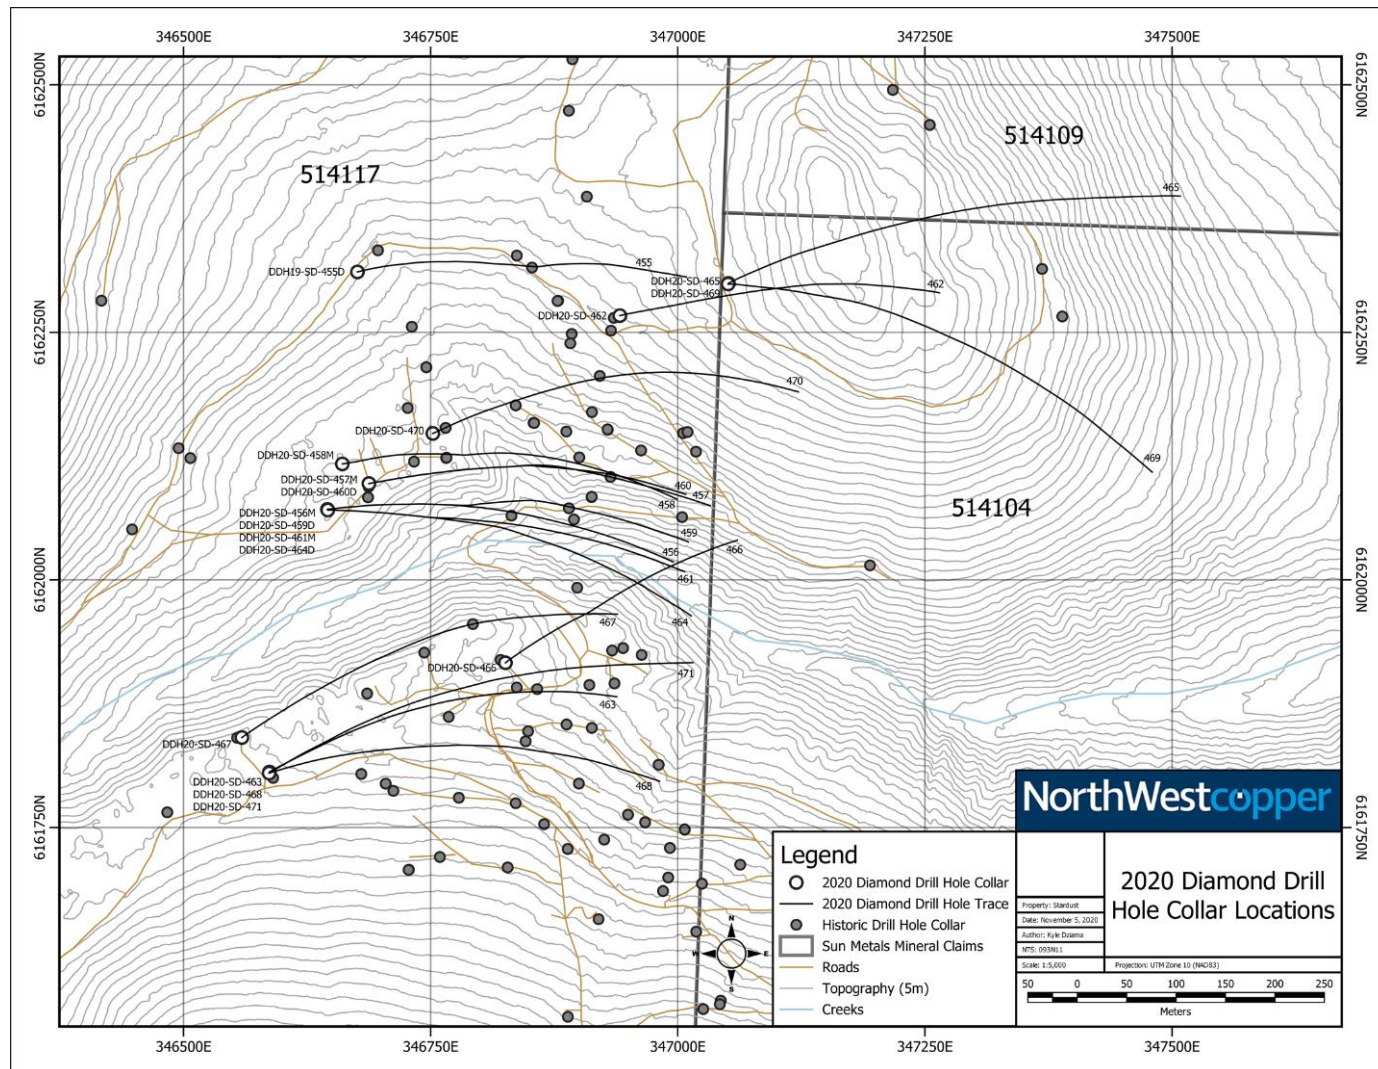 346500E
346750E
347000E
347250E
347500E
6162500N
6162500N
514109
514117
465
DDH19-SD-455D
455
DDH20-SD-465
DDH20-SD-469
462
DDH20-SD-462
6162250N
6162250N
470
DDH20-SD-470
DDH20-SD-458M
469
DDH20-SD-457M
DDH20-SD-460D
460
457
458
514104
DDH20-SD-456M
DDH20-SD-459D
DDH20-SD-461M
DDH20-SD-464D
459
456
466
461
6162000N
6162000N
467
464
DDH20-SD-466
471
463
DDH20-SD-467
DDH20-SD-463
DDH20-SD-468
DDH20-SD-471
468
6161750N
6161750N
NorthWestcopper
Legend
2020 Diamond Drill Hole Collar
2020 Diamond Drill Hole Trace
Historic Drill Hole Collar
Sun Metals Mineral Claims
Roads
Topography (5m)
Creeks
N
W
E
S
2020 Diamond Drill
Hole Collar Locations
Property: Stardust
Date: November 5, 2020
Author: Kyle Dziama
NTS: 093N11
Scale: 1:5,000
Projection: UTM Zone 10 (NAD83)
50 0 50 100 150 200 250
Meters
346500E
346750E
347000E
347250E
347500E